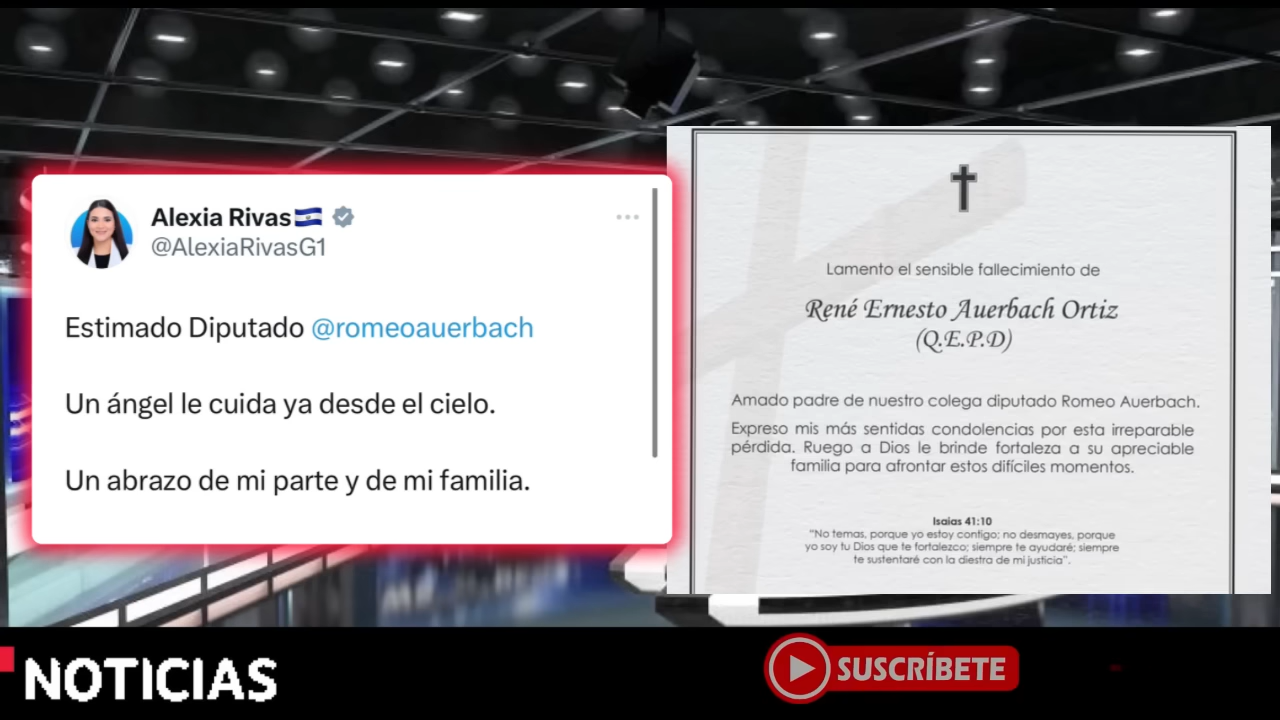 Alexia Rivas
@AlexiaRivasG1
Estimado Diputado @romeoauerbach
Un ángel le cuida ya desde el cielo.
Un abrazo de mi parte y de mi familia.
Lamento el sensible fallecimiento de
René Ernesto Auerbach Ortiz
(Q.E.P.D)
Amado padre de nuestro colega diputado Romeo Auerbach.
Expreso mis más sentidas condolencias por esta irreparable
pérdida. Ruego a Dios le brinde fortaleza a su apreciable
familia para afrontar estos difíciles momentos.
Isaias 41:10
"No temas, porque yo estoy contigo; no desmayes, porque
yo soy tu Dios que te fortalezco; siempre te ayudaré; siempre
te sustentaré con la diestra de mi justicia".
NOTICIAS
SUSCRÍBETE